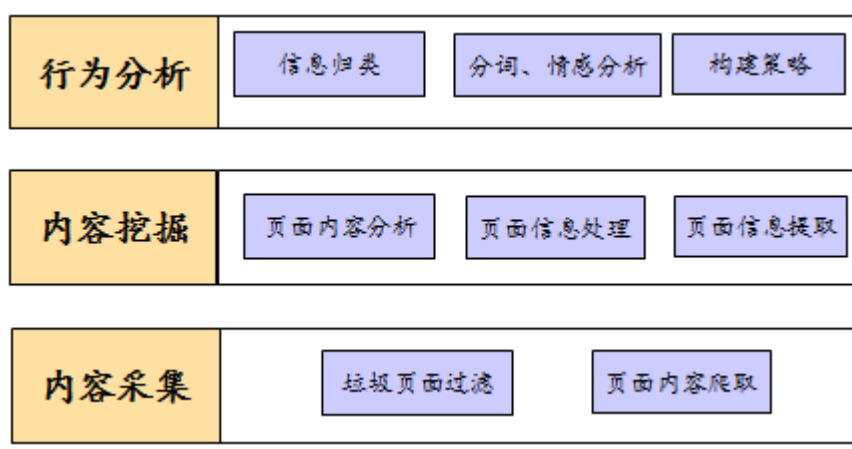 行为分析
信息归类
分词、情感分析
构建策略
内容挖掘
页面内容分析
页面信息处理
页面信息提取
内容采集
垃圾页面过滤
页面内容爬取